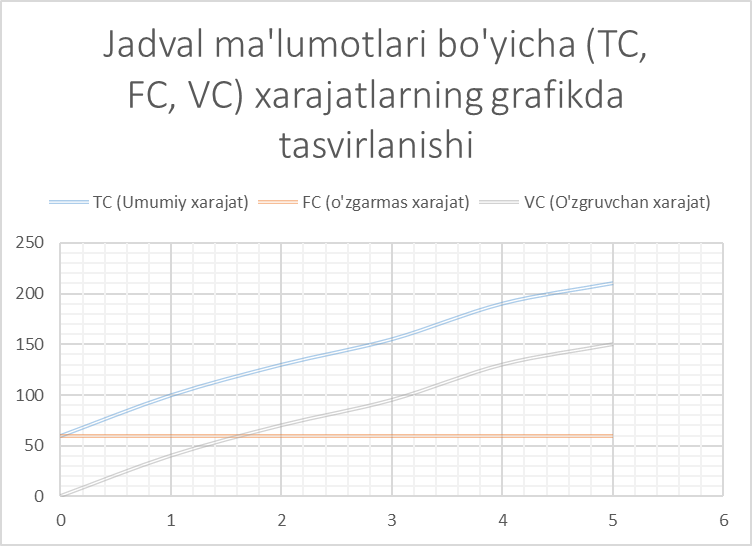 Jadval ma'lumotlari bo'yicha (TC,
FC, VC) xarajatlarning grafikda
tasvirlanishi
TC (Umumiy xarajat) FC (o'zgarmas xarajat) VC (O'zgruvchan xarajat)
250
200
150
100
50
0
0 1 2 3 4 5 6